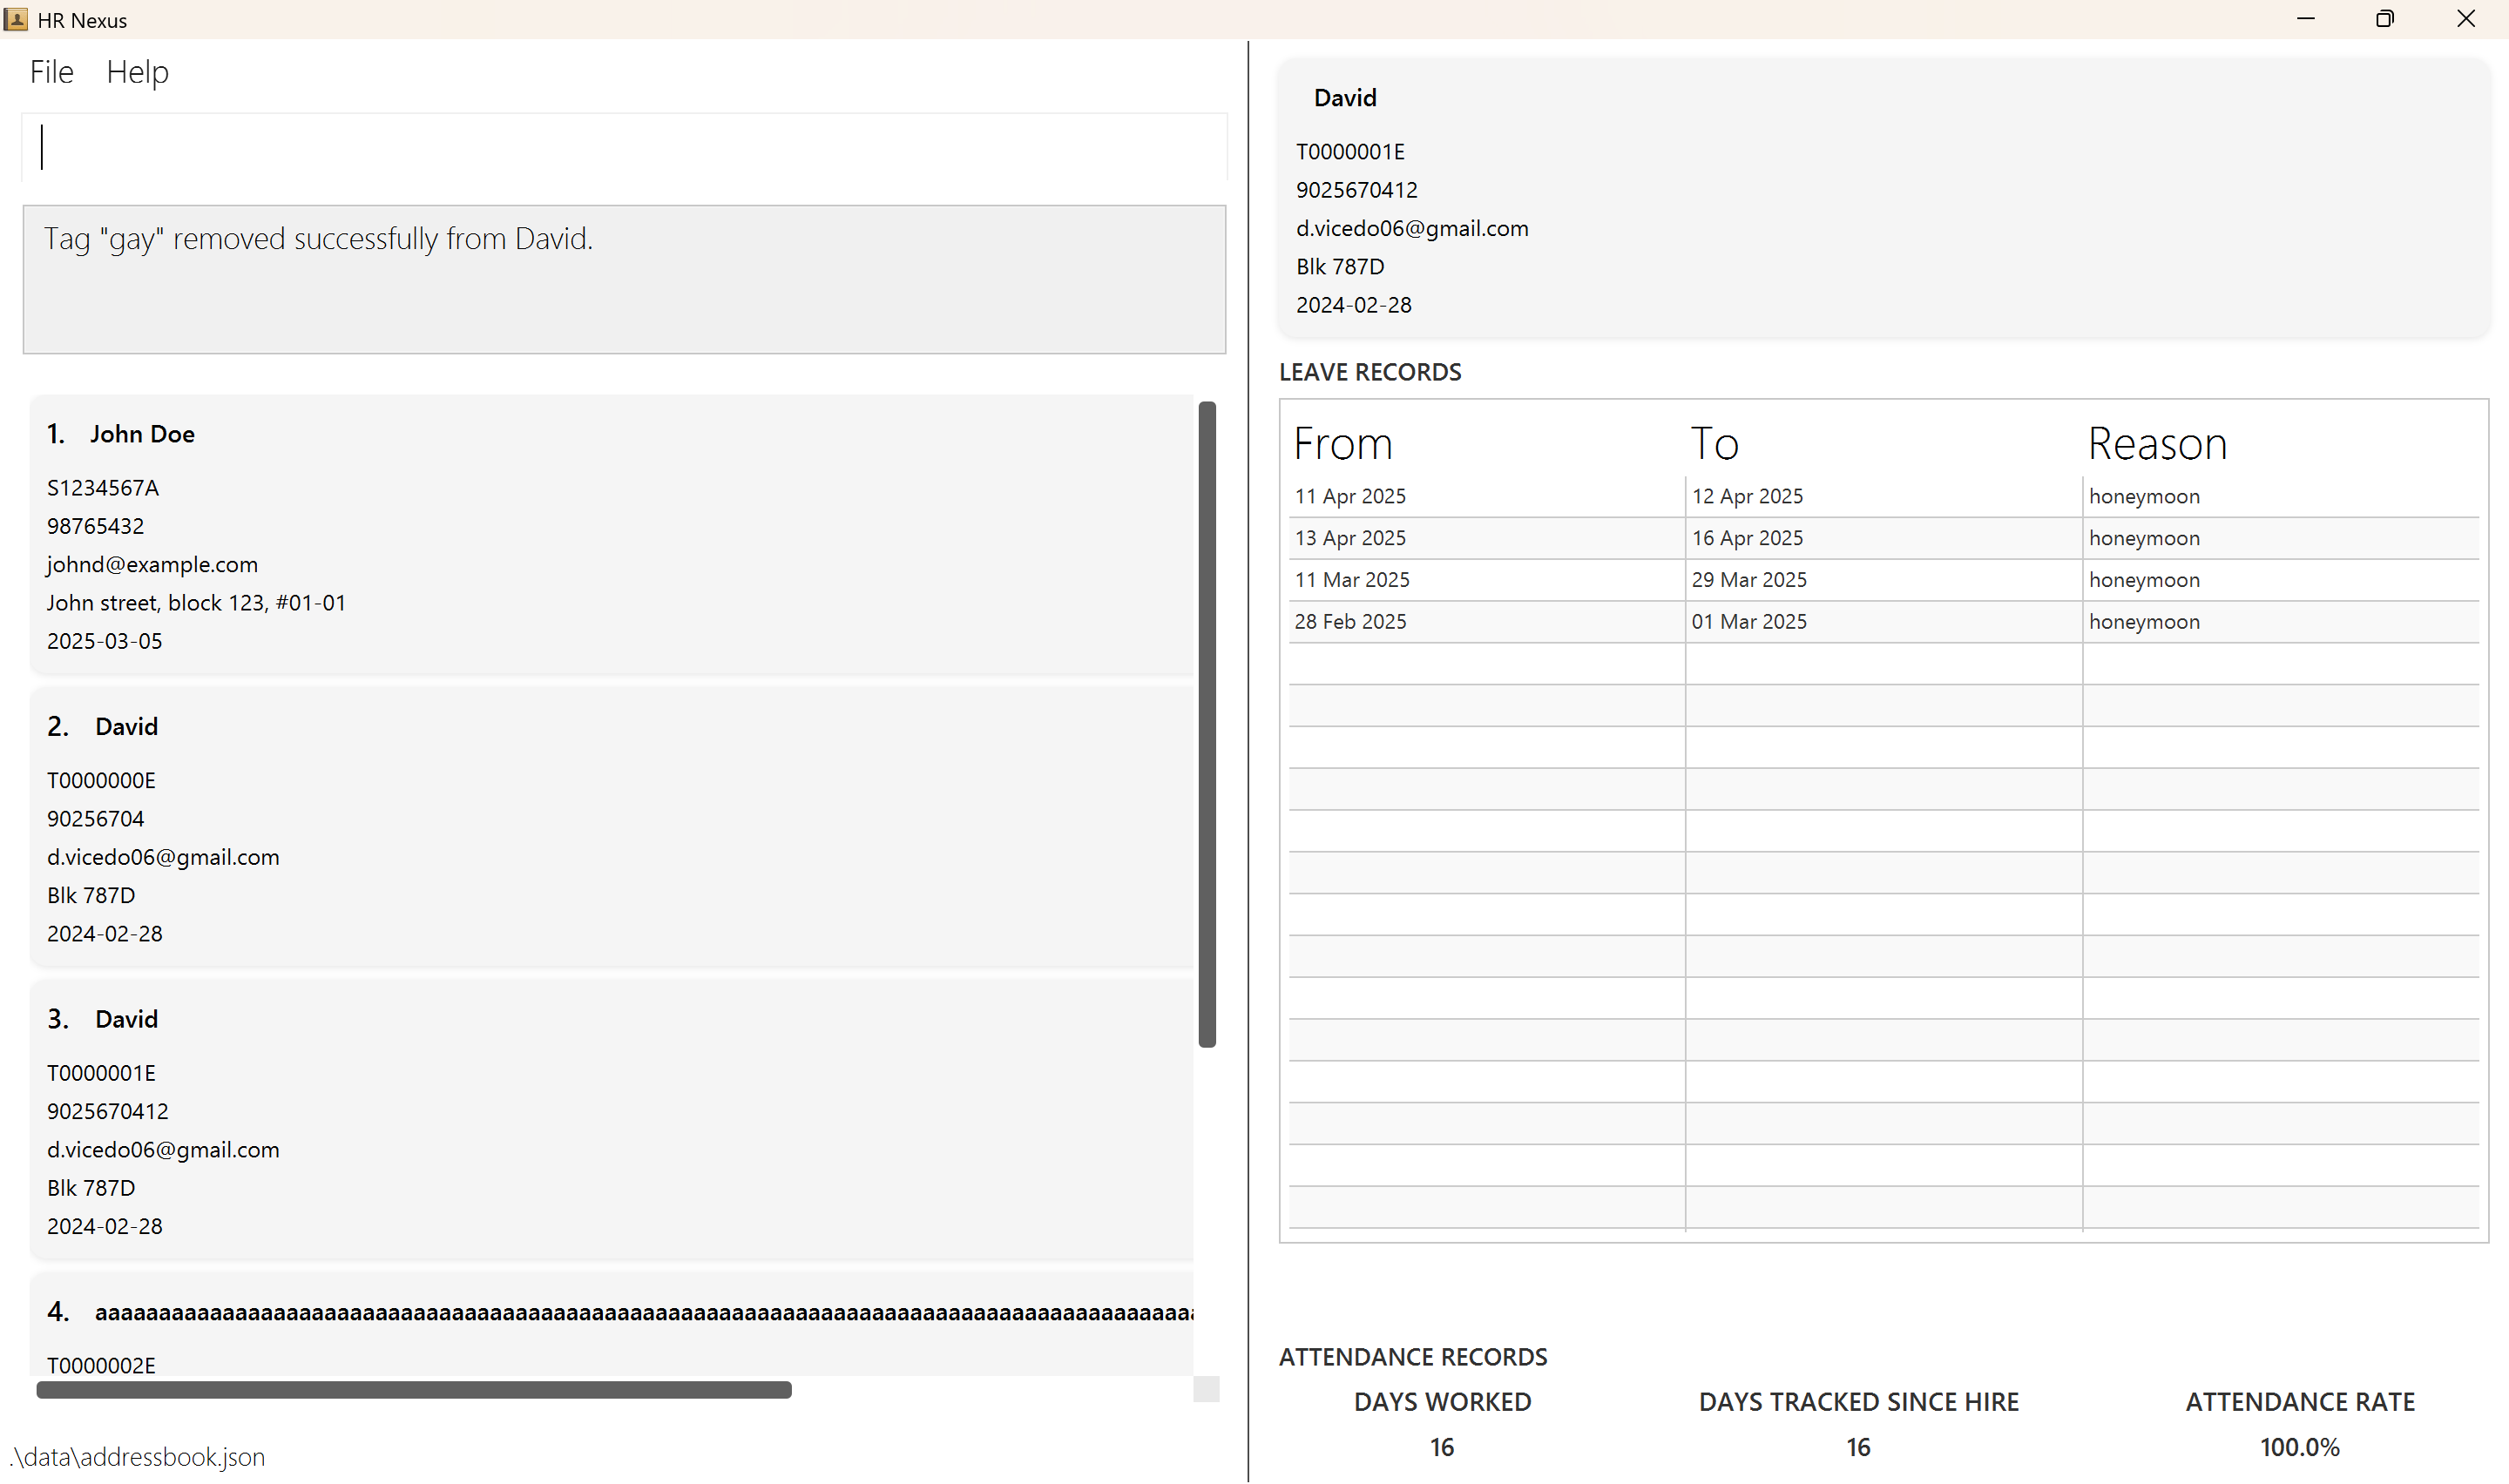 HR Nexus
File Help
Tag "gay" removed successfully from David.
1. John Doe
S1234567A
98765432
johnd@example.com
John street, block 123, #01-01
2025-03-05
2. David
T0000000E
90256704
d.vicedo06@gmail.com
Blk 787D
2024-02-28
3. David
T0000001E
9025670412
d.vicedo06@gmail.com
Blk 787D
2024-02-28
4.
T0000002E
.\data\addressbook.json
David
T0000001E
9025670412
d.vicedo06@gmail.com
Blk 787D
2024-02-28
LEAVE RECORDS
From To Reason
11 Apr 2025 12 Apr 2025 honeymoon
13 Apr 2025 16 Apr 2025 honeymoon
11 Mar 2025 29 Mar 2025 honeymoon
28 Feb 2025 01 Mar 2025 honeymoon
ATTENDANCE RECORDS
DAYS WORKED DAYS TRACKED SINCE HIRE ATTENDANCE RATE
16 16 100.0%